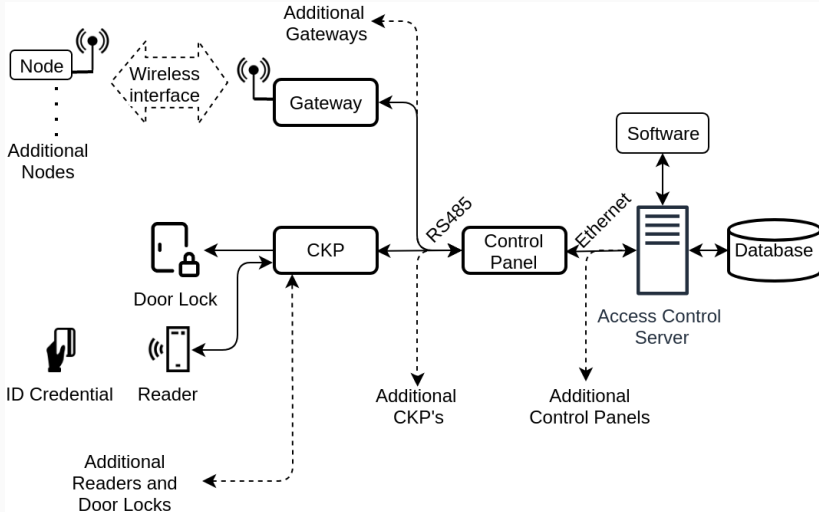 Additional
Gateways
Node
Wireless
interface
Gateway
Additional
Nodes
Software
RS485
Ethernet
CKP
Control
Panel
Database
Door Lock
Access Control
Server
ID Credential
Reader
Additional
CKP's
Additional
Control Panels
Additional
Readers and
Door Locks